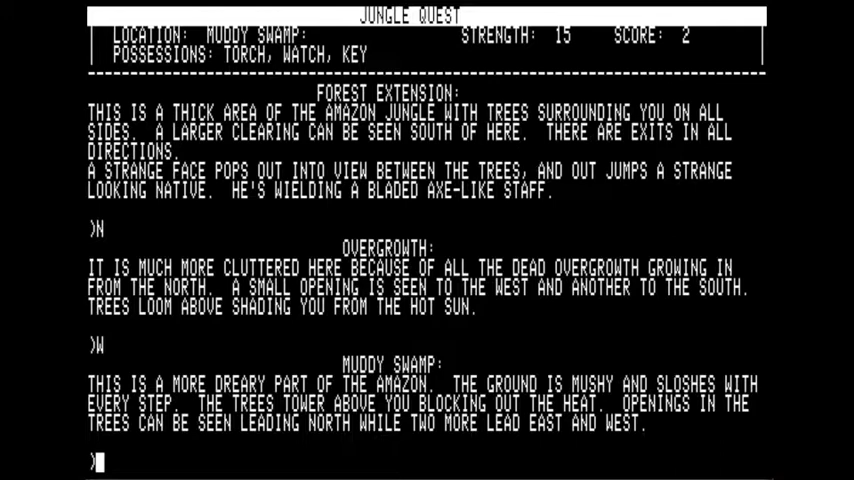 JUNGLE QUEST
LOCATION: MUDDY SWAMP: STRENGTH: 15 SCORE: 2
POSSESSIONS: TORCH, WATCH, KEY
FOREST EXTENSION:
THIS IS A THICK AREA OF THE AMAZON JUNGLE WITH TREES SURROUNDING YOU ON ALL
SIDES. A LARGER CLEARING CAN BE SEEN SOUTH OF HERE. THERE ARE EXITS IN ALL
DIRECTIONS.
A STRANGE FACE POPS OUT INTO VIEW BETWEEN THE TREES, AND OUT JUMPS A STRANGE
LOOKING NATIVE. HE'S WIELDING A BLADED AXE-LIKE STAFF.
>N
OVERGROWTH:
IT IS MUCH MORE CLUTTERED HERE BECAUSE OF ALL THE DEAD OVERGROWTH GROWING IN
FROM THE NORTH. A SMALL OPENING IS SEEN TO THE WEST AND ANOTHER TO THE SOUTH.
TREES LOOM ABOVE SHADING YOU FROM THE HOT SUN.
>W
MUDDY SWAMP:
THIS IS A MORE DREARY PART OF THE AMAZON. THE GROUND IS MUSHY AND SLOSHES WITH
EVERY STEP. THE TREES TOWER ABOVE YOU BLOCKING OUT THE HEAT. OPENINGS IN THE
TREES CAN BE SEEN LEADING NORTH WHILE TWO MORE LEAD EAST AND WEST.
>